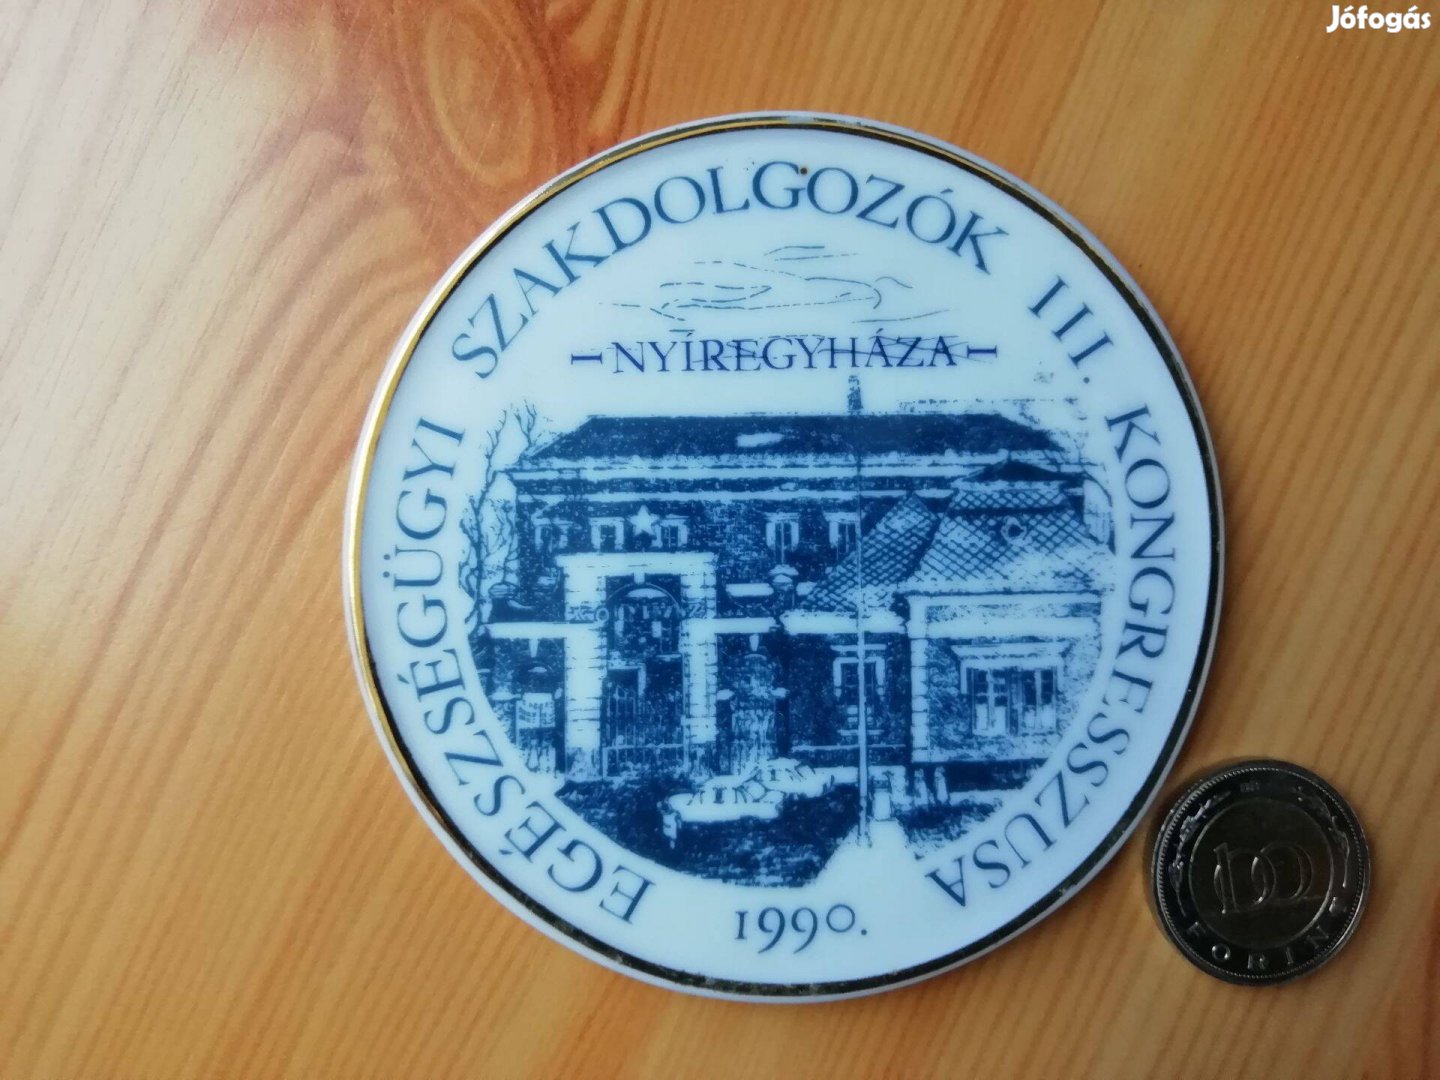 Jófogás
EGÉSZSÉGÜGYI SZAKDOLGOZÓK III. KONGRESSZUSA
NYÍREGYHÁZA
1990.
100
FORINT